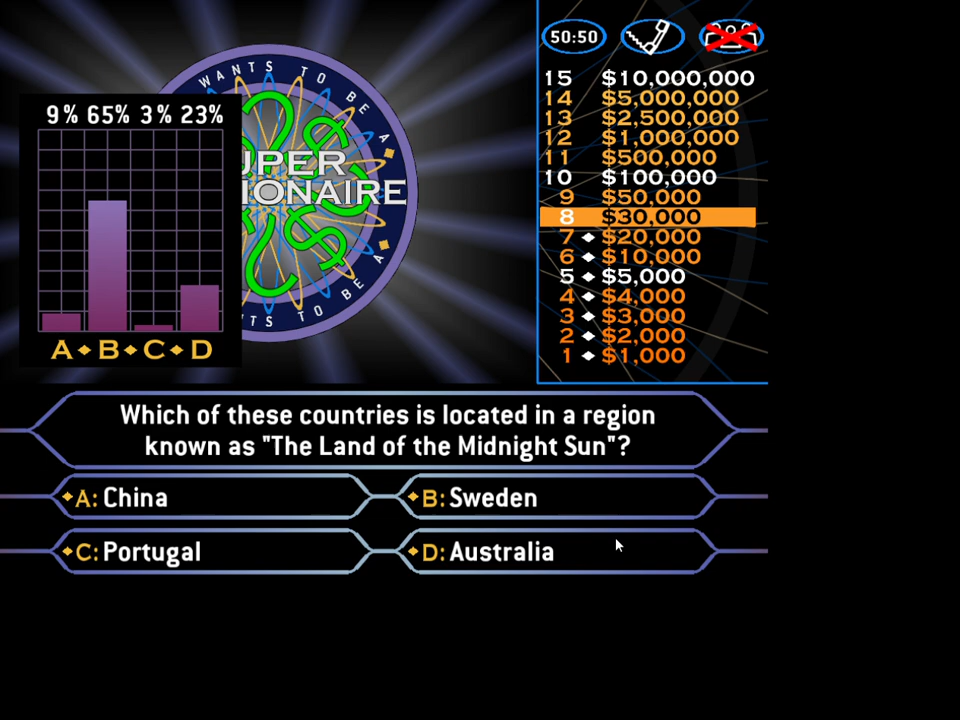 50:50
15 $10,000,000
14 $5,000,000
13 $2,500,000
12 $1,000,000
11 $500,000
10 $100,000
9 $50,000
8 $30,000
7 ◆ $20,000
6 ◆ $10,000
5 ◆ $5,000
4 ◆ $4,000
3 ◆ $3,000
2 ◆ $2,000
1 ◆ $1,000
9% 65% 3% 23%
A◆B◆C◆D
WANTS TO BE A
UPER
IONAIRE
NTS TO BE A
Which of these countries is located in a region
known as "The Land of the Midnight Sun"?
◆A: China
◆B: Sweden
◆C: Portugal
◆D: Australia